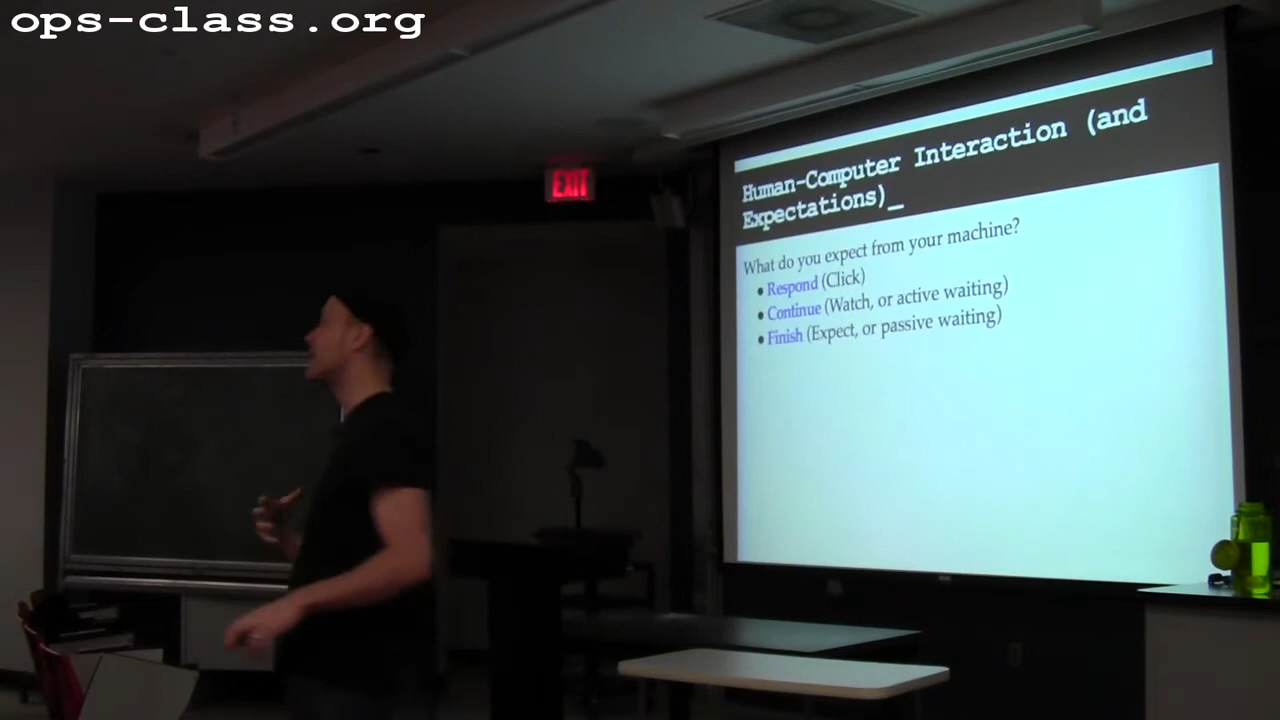 ops-class.org
EXIT
Human-Computer Interaction (and
Expectations)_
What do you expect from your machine?
• Respond (Click)
• Continue (Watch, or active waiting)
• Finish (Expect, or passive waiting)